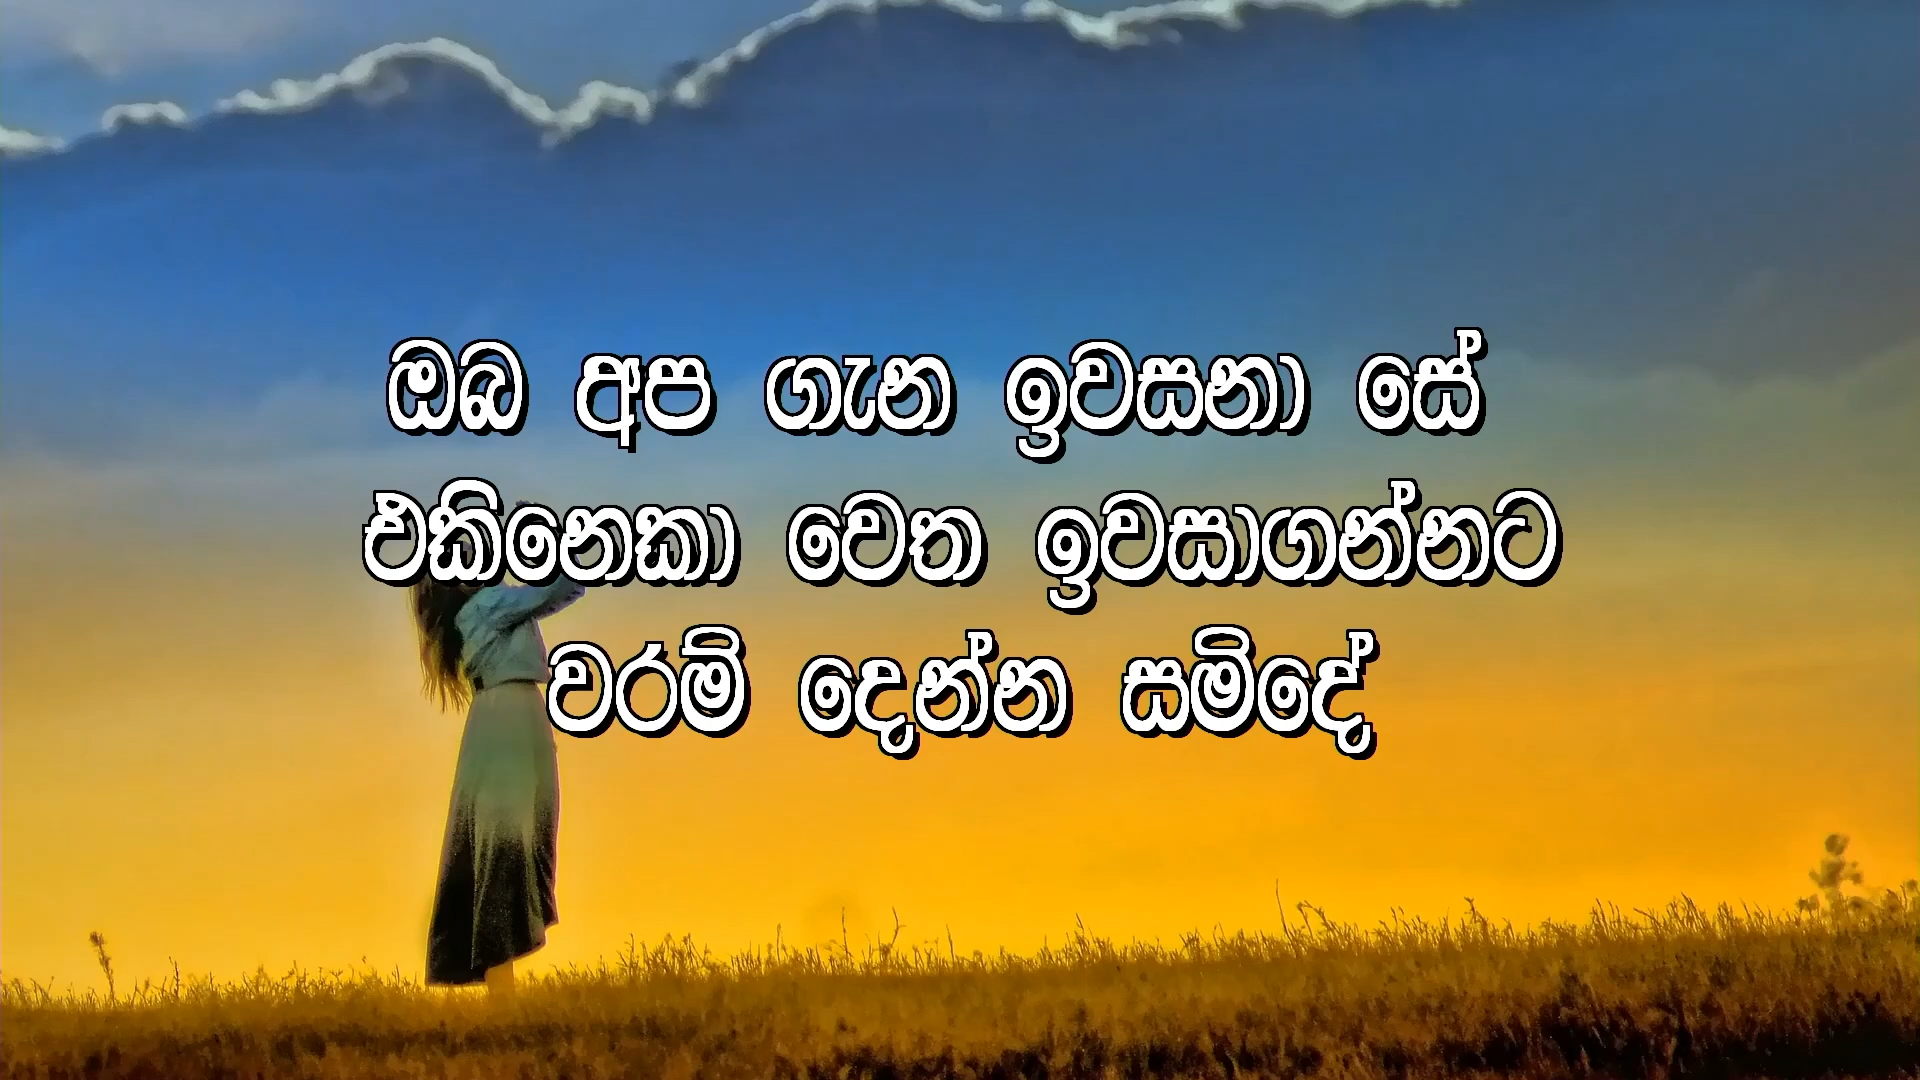 ඔබ අප ගැන ඉවසනා සේ
එකිනෙකා වෙත ඉවසාගන්නට
වරම් දෙන්න සමිදේ